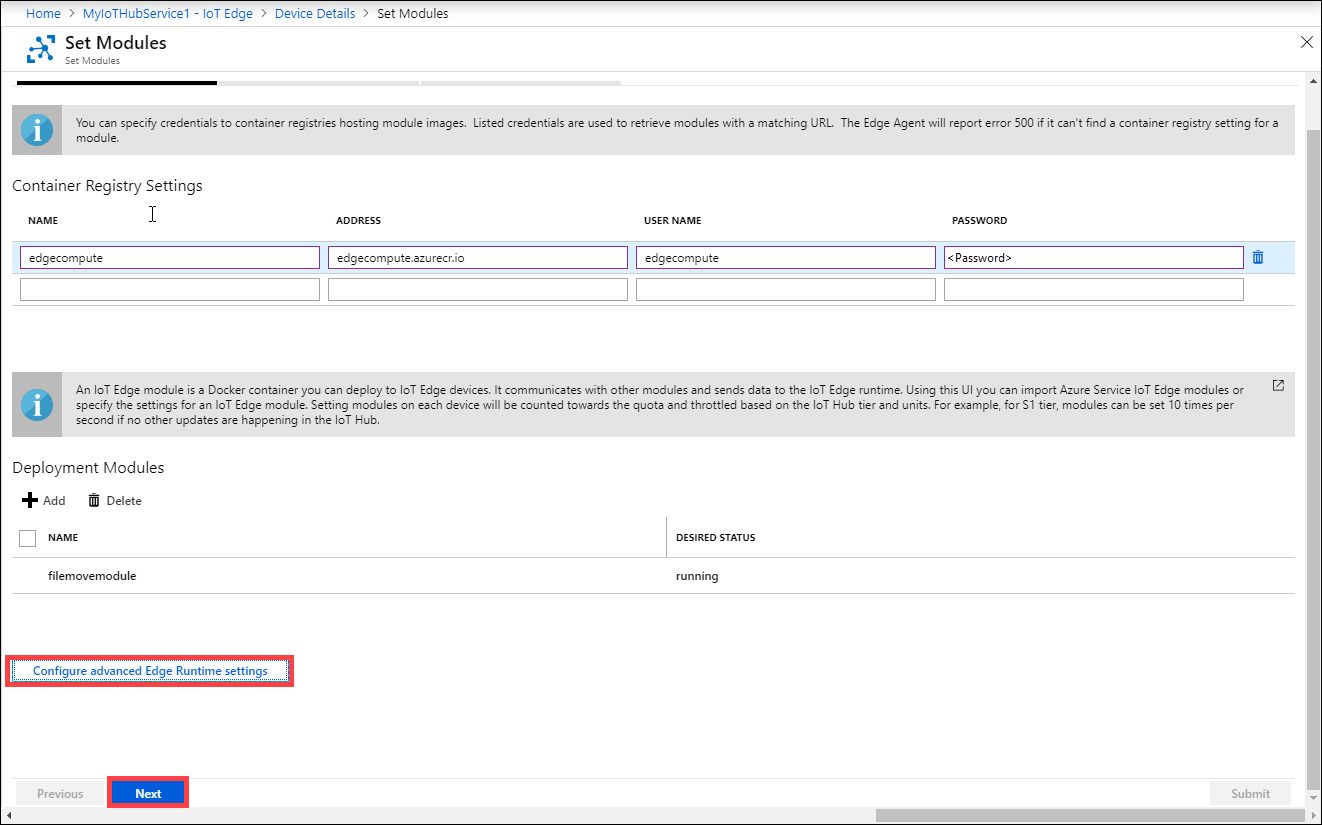 Home > MyIoTHubService1 - IoT Edge > Device Details > Set Modules
Set Modules
Set Modules
You can specify credentials to container registries hosting module images. Listed credentials are used to retrieve modules with a matching URL. The Edge Agent will report error 500 if it can't find a container registry setting for a
module.
Container Registry Settings
NAME ADDRESS USER NAME PASSWORD
edgecompute edgecompute.azurecr.io edgecompute <Password>
An IoT Edge module is a Docker container you can deploy to IoT Edge devices. It communicates with other modules and sends data to the IoT Edge runtime. Using this UI you can import Azure Service IoT Edge modules or
specify the settings for an IoT Edge module. Setting modules on each device will be counted towards the quota and throttled based on the IoT Hub tier and units. For example, for S1 tier, modules can be set 10 times per
second if no other updates are happening in the IoT Hub.
Deployment Modules
Add Delete
NAME DESIRED STATUS
filemovemodule running
Configure advanced Edge Runtime settings
Previous Next Submit